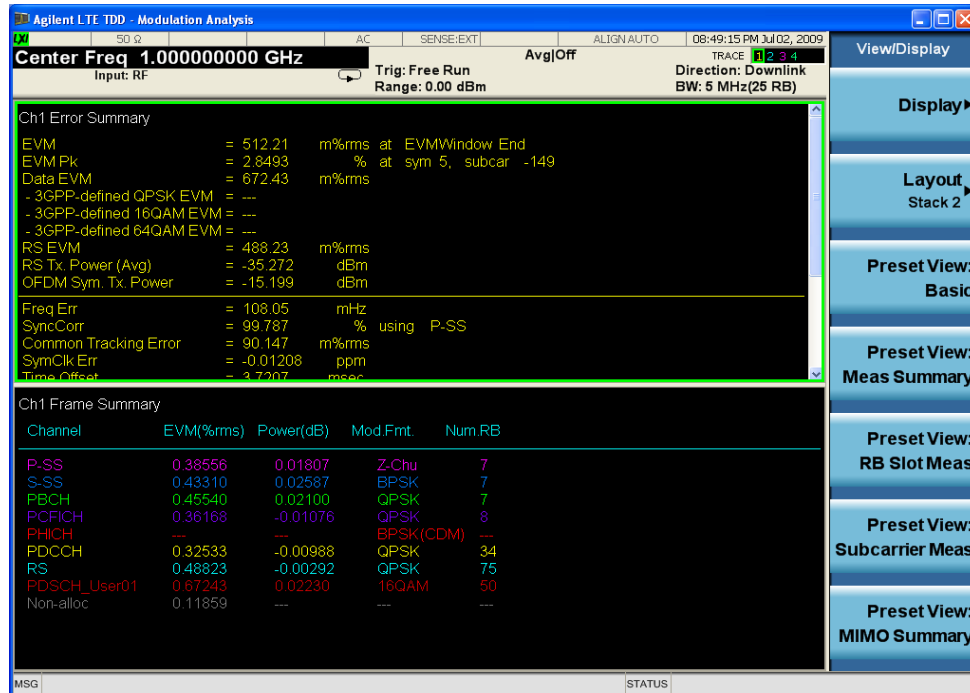 Agilent LTE TDD - Modulation Analysis
LXI 50 Ω AC SENSE:EXT ALIGN AUTO 08:49:15 PM Jul 02, 2009
Center Freq 1.000000000 GHz Avg|Off TRACE 1 2 3 4
Input: RF Trig: Free Run Direction: Downlink
Range: 0.00 dBm BW: 5 MHz(25 RB)
Ch1 Error Summary
EVM = 512.21 m%rms at EVMWindow End
EVM Pk = 2.8493 % at sym 5, subcar -149
Data EVM = 672.43 m%rms
- 3GPP-defined QPSK EVM = ---
- 3GPP-defined 16QAM EVM = ---
- 3GPP-defined 64QAM EVM = ---
RS EVM = 488.23 m%rms
RS Tx. Power (Avg) = -35.272 dBm
OFDM Sym. Tx. Power = -15.199 dBm
Freq Err = 108.05 mHz
SyncCorr = 99.787 % using P-SS
Common Tracking Error = 90.147 m%rms
SymClk Err = -0.01208 ppm
Time Offset = 3.7207 msec
Ch1 Frame Summary
Channel EVM(%rms) Power(dB) Mod.Fmt. Num.RB
P-SS 0.38556 0.01807 Z-Chu 7
S-SS 0.43310 0.02587 BPSK 7
PBCH 0.45540 0.02100 QPSK 7
PCFICH 0.36168 -0.01076 QPSK 8
PHICH --- --- BPSK(CDM) ---
PDCCH 0.32533 -0.00988 QPSK 34
RS 0.48823 -0.00292 QPSK 75
PDSCH_User01 0.67243 0.02230 16QAM 50
Non-alloc 0.11859 --- --- ---
MSG STATUS
View/Display
Display
Layout
Stack 2
Preset View:
Basic
Preset View:
Meas Summary
Preset View:
RB Slot Meas
Preset View:
Subcarrier Meas
Preset View:
MIMO Summary